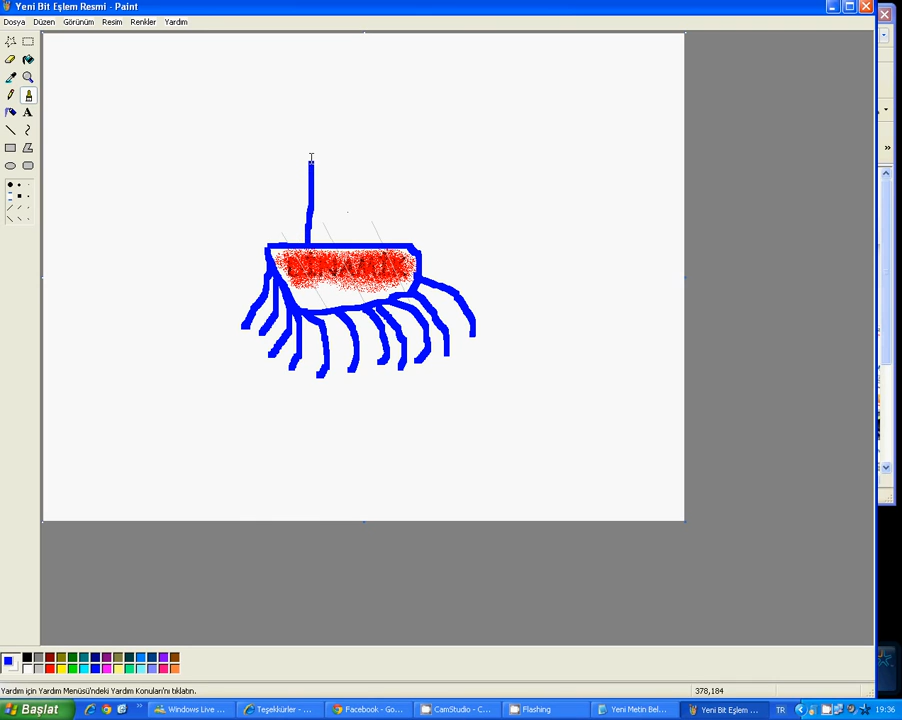 Yeni Bit Eşlem Resmi - Paint
Dosya Düzen Görünüm Resim Renkler Yardım
A
DİNAMİK
Yardım için Yardım Menüsü'ndeki Yardım Konuları'nı tıklatın.
378,184
Başlat
Windows Live ...
Teşekkürler - ...
Facebook - Go...
CamStudio - C...
Flashing
Yeni Metin Bel...
Yeni Bit Eşlem ...
TR
19:36